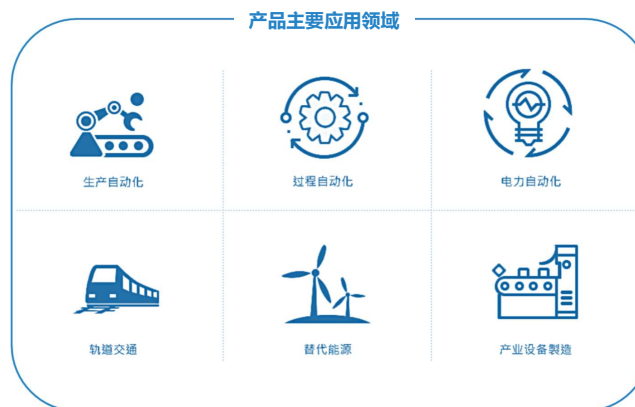 产品主要应用领域
生产自动化
过程自动化
电力自动化
轨道交通
替代能源
产业设备製造